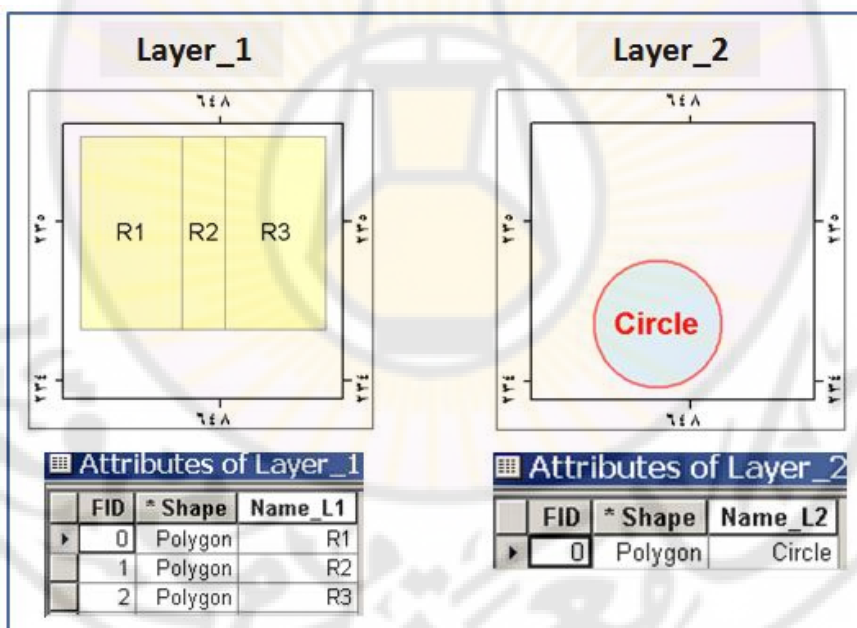 Layer_1
٦٤٨
٢٣٥
٢٣٥
R1 R2 R3
٢٣٤
٢٣٤
٦٤٨
Attributes of Layer_1
FID * Shape Name_L1
0 Polygon R1
1 Polygon R2
2 Polygon R3
Layer_2
٦٤٨
٢٣٥
٢٣٥
Circle
٢٣٤
٢٣٤
٦٤٨
Attributes of Layer_2
FID * Shape Name_L2
0 Polygon Circle